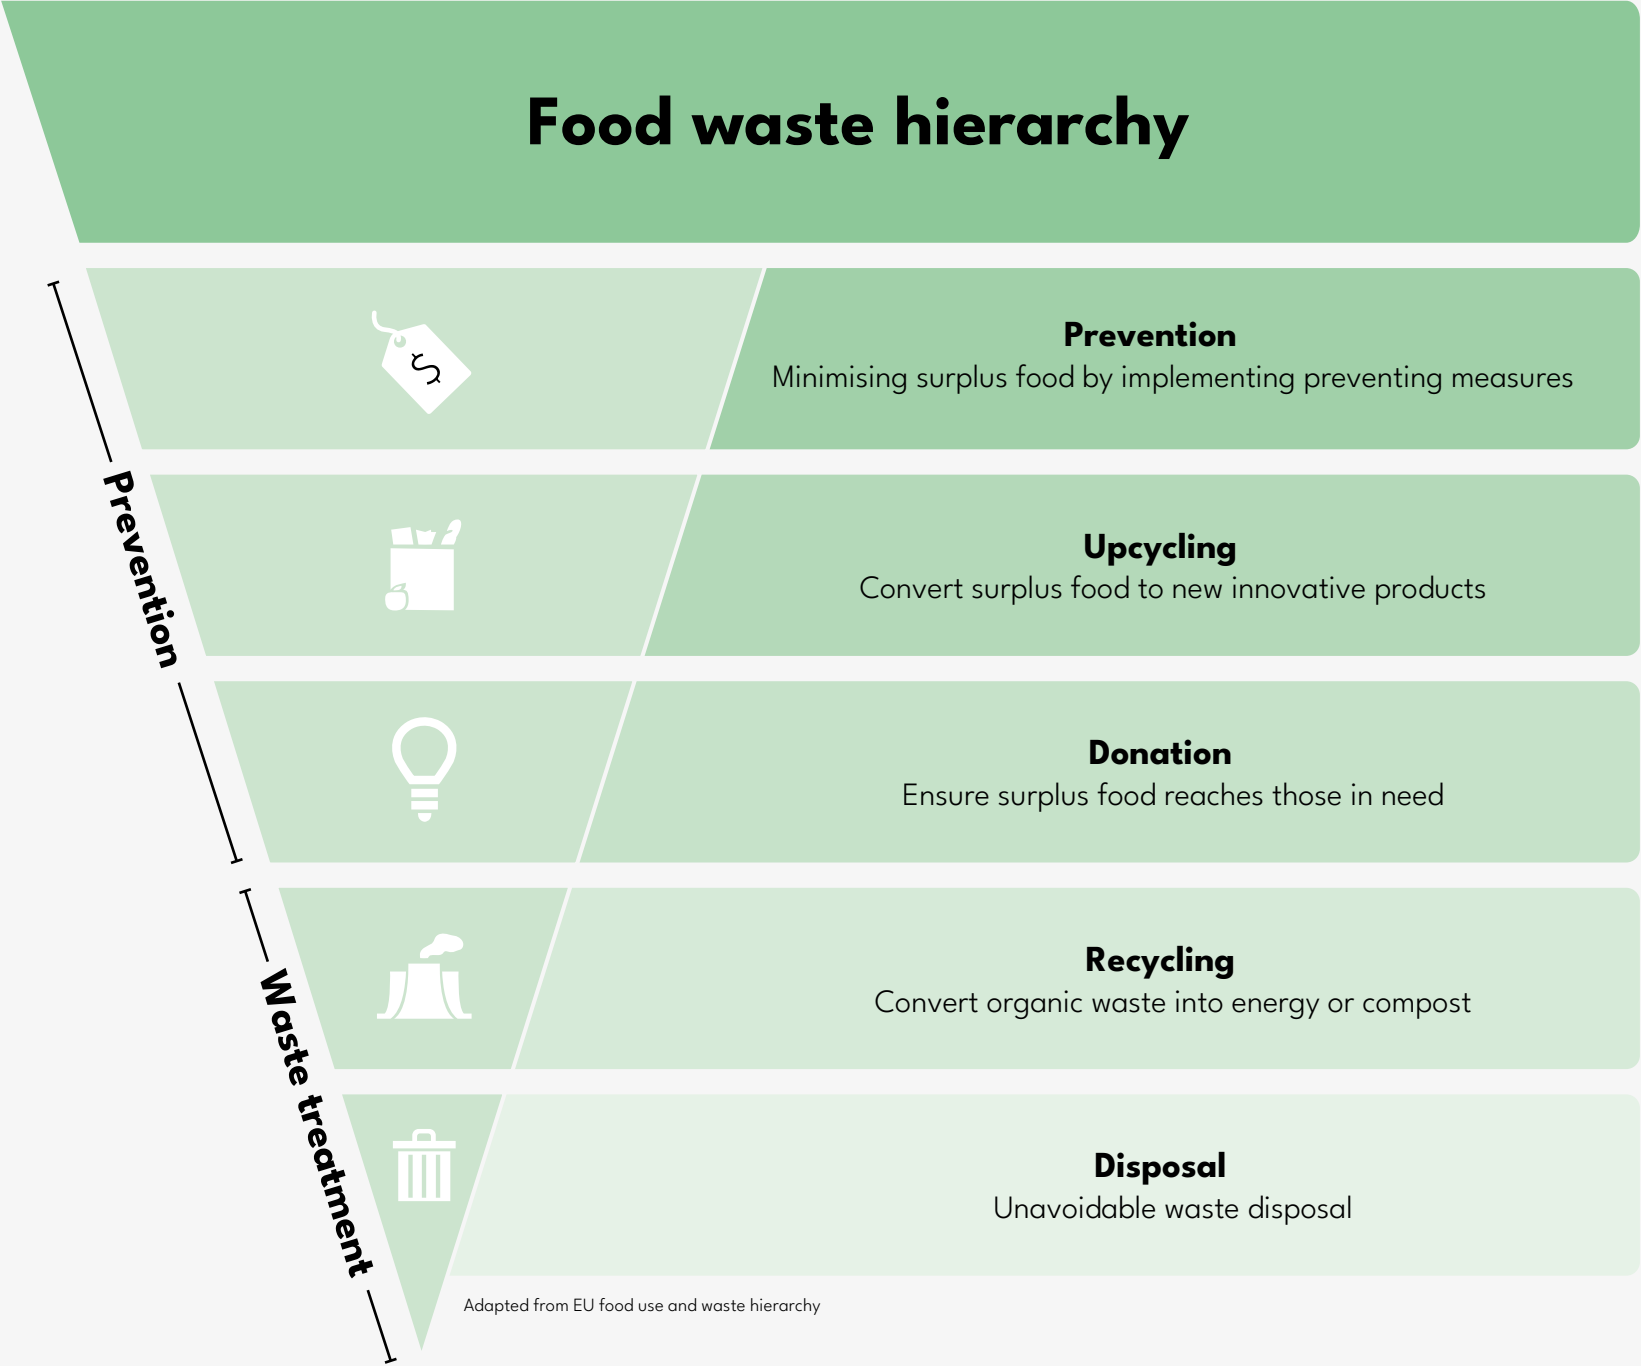 Food waste hierarchy
$
Prevention
Minimising surplus food by implementing preventing measures
Prevention
Upcycling
Convert surplus food to new innovative products
Donation
Ensure surplus food reaches those in need
Waste treatment
Recycling
Convert organic waste into energy or compost
Disposal
Unavoidable waste disposal
Adapted from EU food use and waste hierarchy